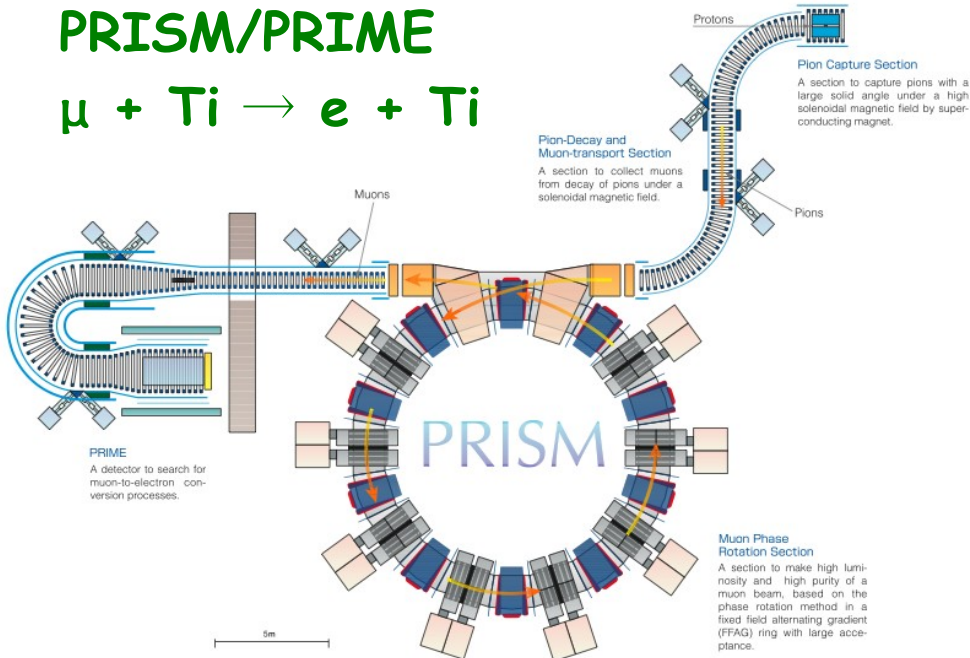 PRISM/PRIME
μ + Ti → e + Ti
Protons
Pion Capture Section
A section to capture pions with a
large solid angle under a high
solenoidal magnetic field by super-
conducting magnet.
Pion-Decay and
Muon-transport Section
A section to collect muons
from decay of pions under a
solenoidal magnetic field.
Pions
Muons
PRISM
PRIME
A detector to search for
muon-to-electron con-
version processes.
Muon Phase
Rotation Section
A section to make high lumi-
nosity and high purity of a
muon beam, based on the
phase rotation method in a
fixed field alternating gradient
(FFAG) ring with large acce-
ptance.
5m